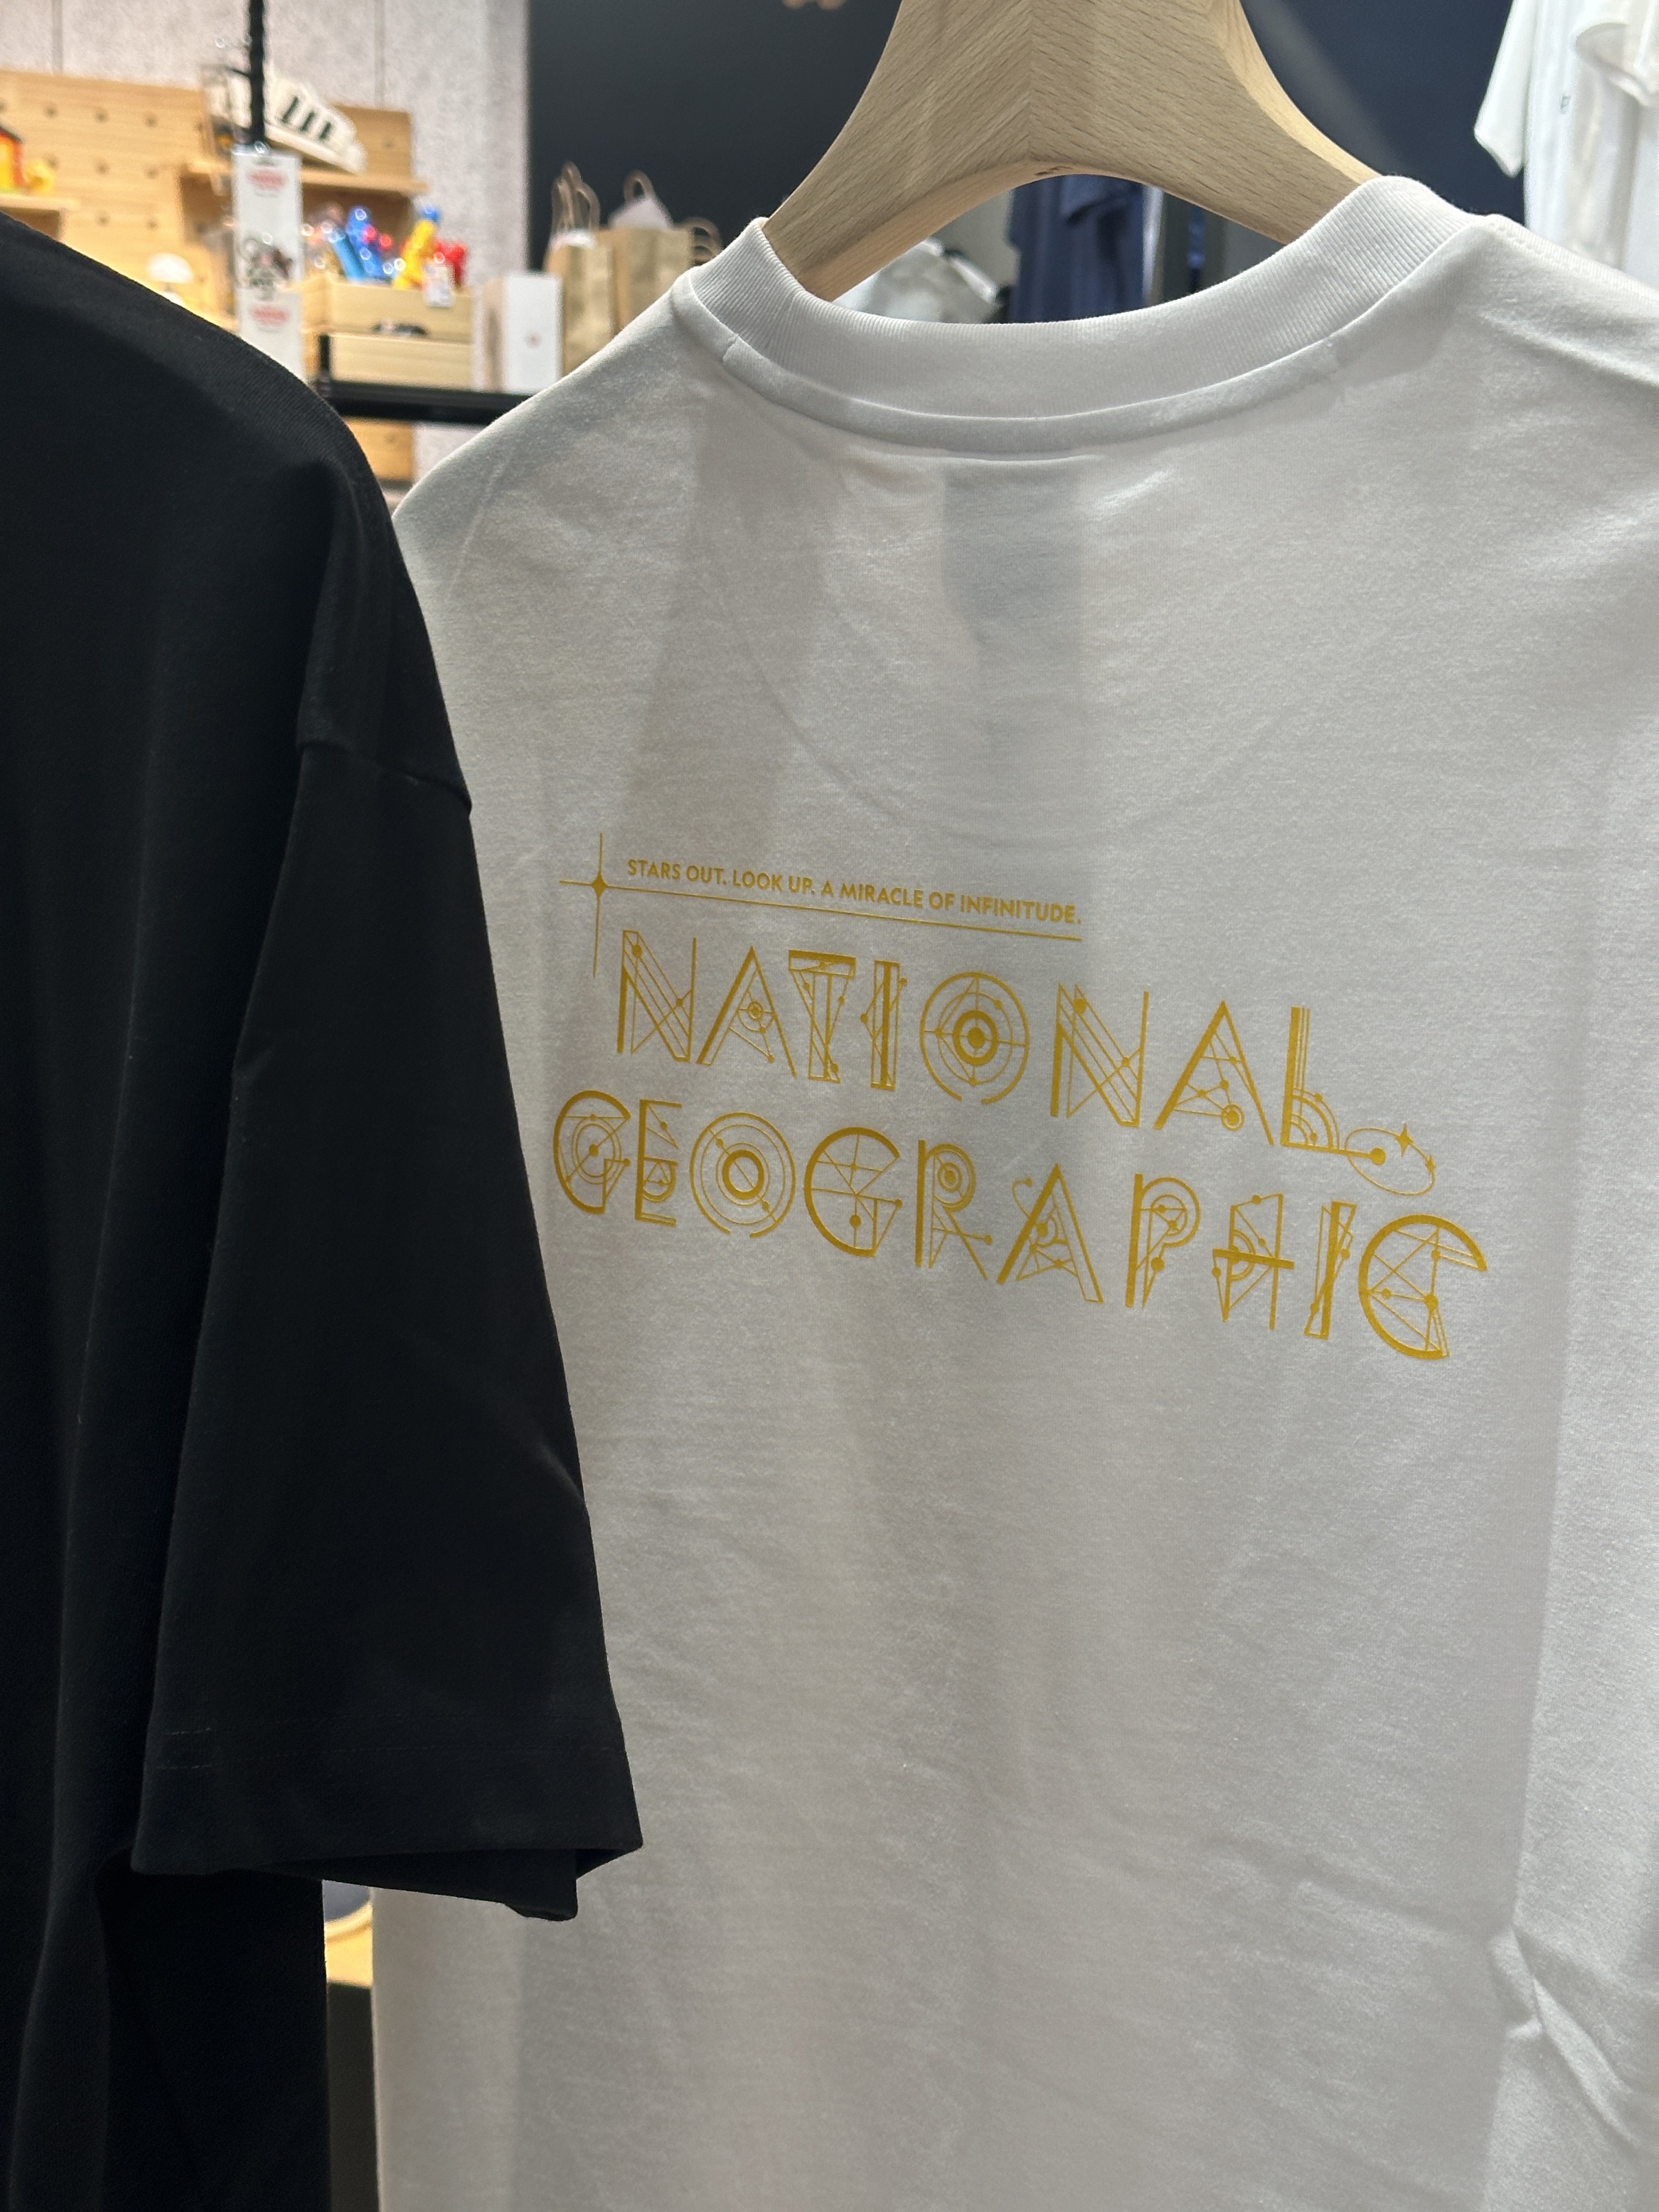 STARS OUT. LOOK UP. A MIRACLE OF INFINITUDE.
NATIONAL
GEOGRAPHIC